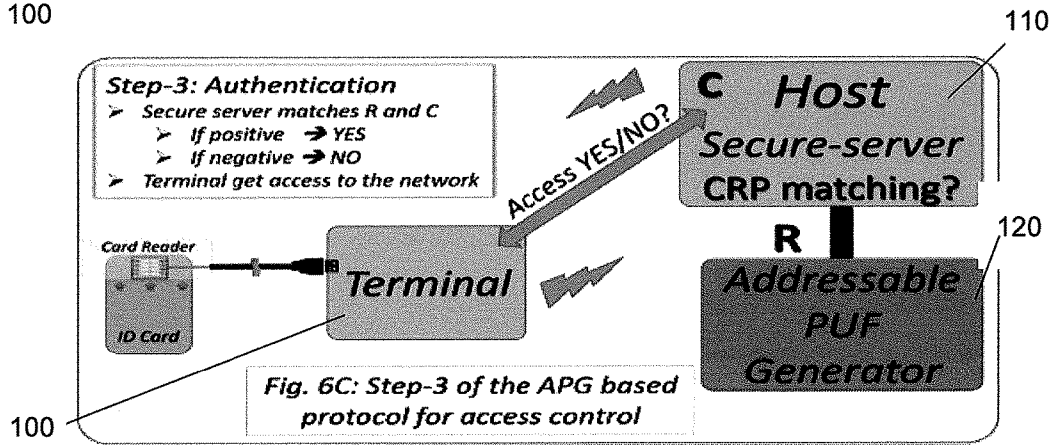 100
110
Step-3: Authentication
➢ Secure server matches R and C
➢ If positive ➔ YES
➢ If negative ➔ NO
➢ Terminal get access to the network
C Host
Secure-server
CRP matching?
Access YES/NO?
R
120
Addressable
PUF
Generator
Card Reader
ID Card
Terminal
Fig. 6C: Step-3 of the APG based
protocol for access control
100